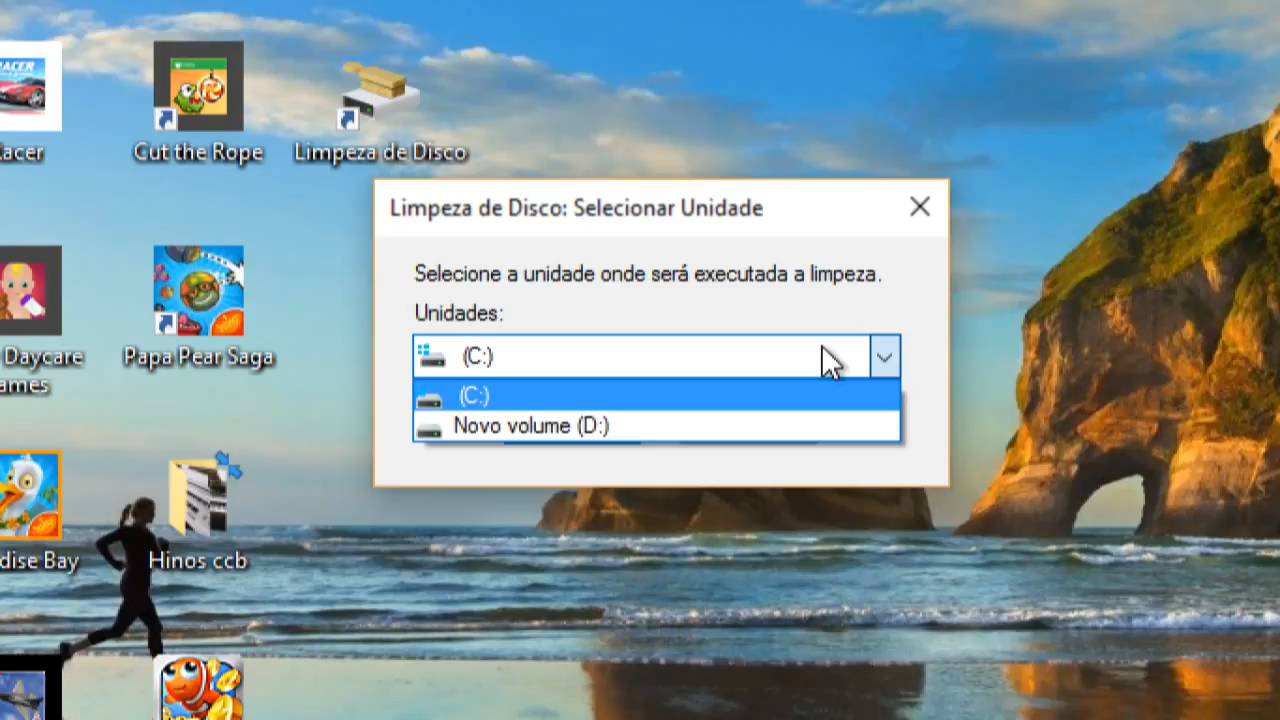 RACER
Racer
Cut the Rope
Limpeza de Disco
Limpeza de Disco: Selecionar Unidade
Selecione a unidade onde será executada a limpeza.
Unidades:
(C:)
(C:)
Novo volume (D:)
Daycare
ames
Papa Pear Saga
dise Bay
Hinos ccb